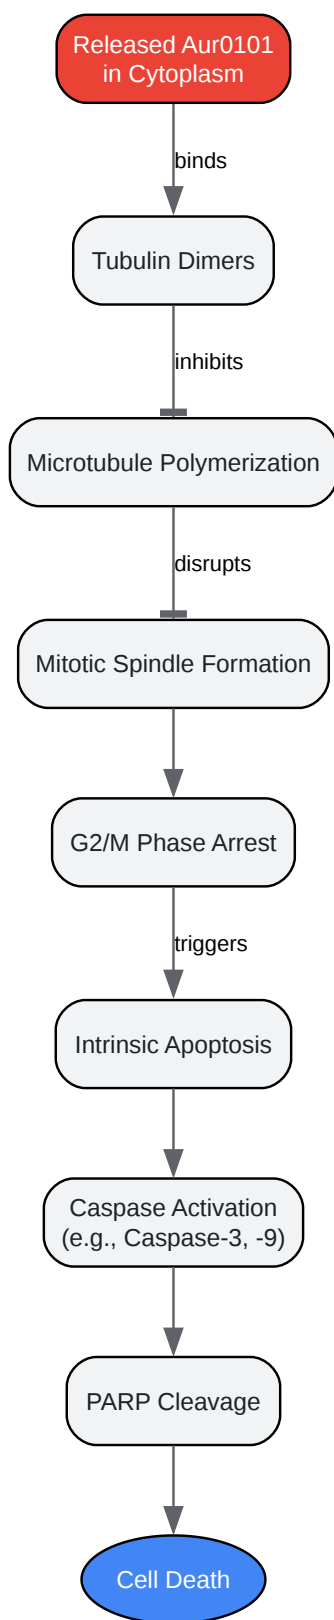 Released Aur0101
in Cytoplasm
binds
Tubulin Dimers
inhibits
Microtubule Polymerization
disrupts
Mitotic Spindle Formation
G2/M Phase Arrest
triggers
Intrinsic Apoptosis
Caspase Activation
(e.g., Caspase-3, -9)
PARP Cleavage
Cell Death